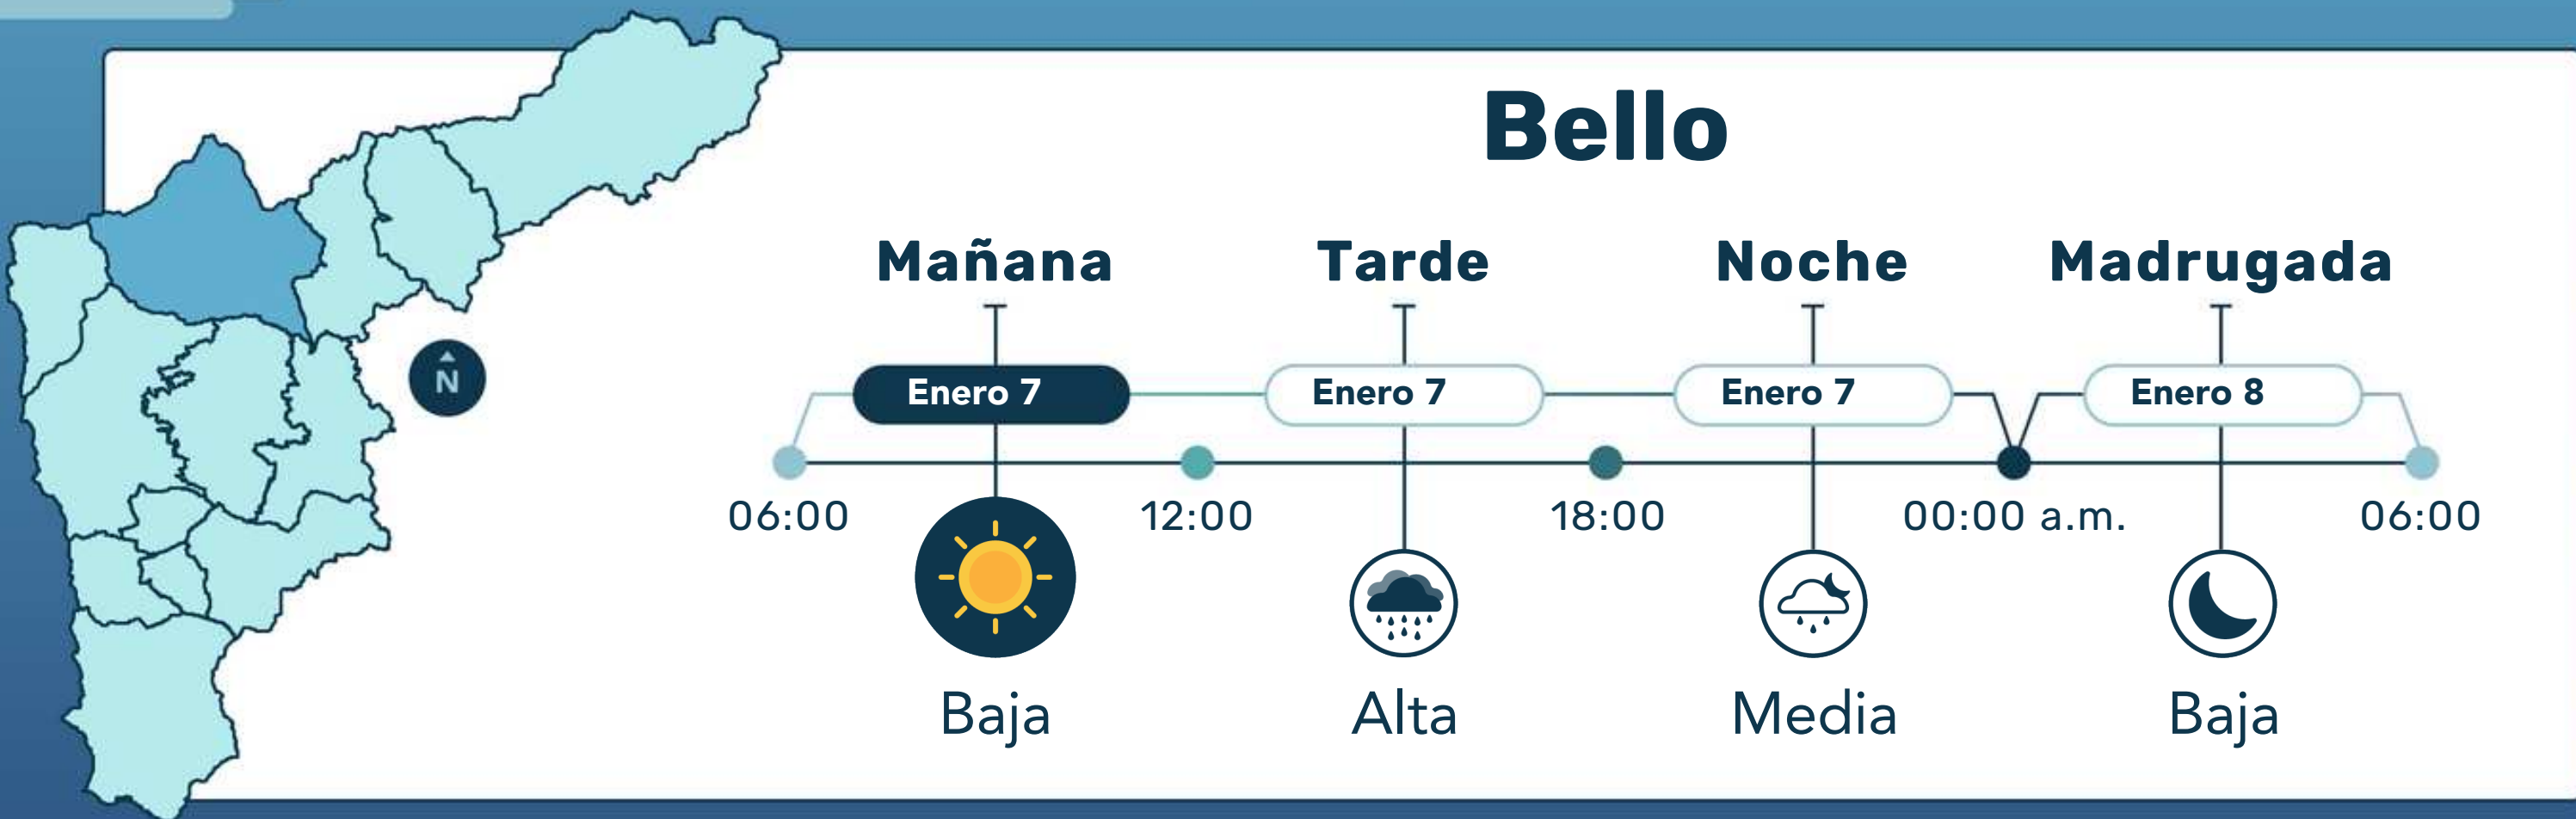 Bello
Mañana Tarde Noche Madrugada
N
Enero 7 Enero 7 Enero 7 Enero 8
06:00 12:00 18:00 00:00 a.m. 06:00
Baja Alta Media Baja